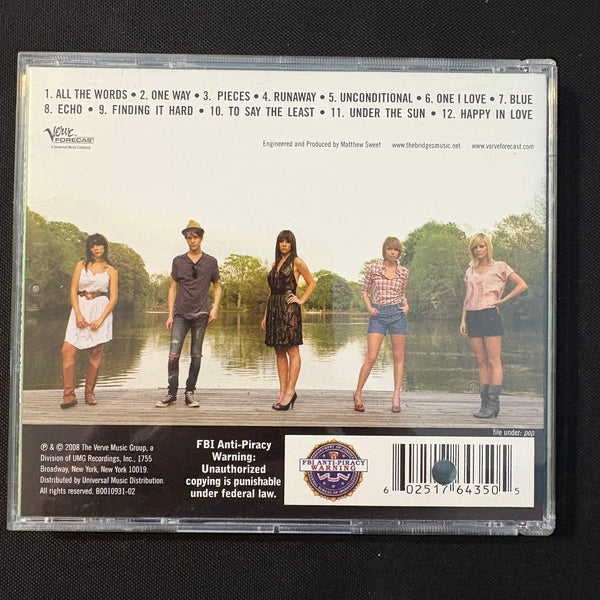 1. ALL THE WORDS • 2. ONE WAY • 3. PIECES • 4. RUNAWAY • 5. UNCONDITIONAL • 6. ONE I LOVE • 7. BLUE
8. ECHO • 9. FINDING IT HARD • 10. TO SAY THE LEAST • 11. UNDER THE SUN • 12. HAPPY IN LOVE
Verve
FORECAST
A Universal Music Company
Engineered and Produced by Matthew Sweet www.thebridgesmusic.net www.verveforecast.com
file under: pop
℗ & © 2008 The Verve Music Group, a
Division of UMG Recordings, Inc., 1755
Broadway, New York, New York 10019.
Distributed by Universal Music Distribution.
All rights reserved. B0010931-02
FBI Anti-Piracy
Warning:
Unauthorized
copying is punishable
under federal law.
FBI ANTI-PIRACY
WARNING
6 02517 64350 5